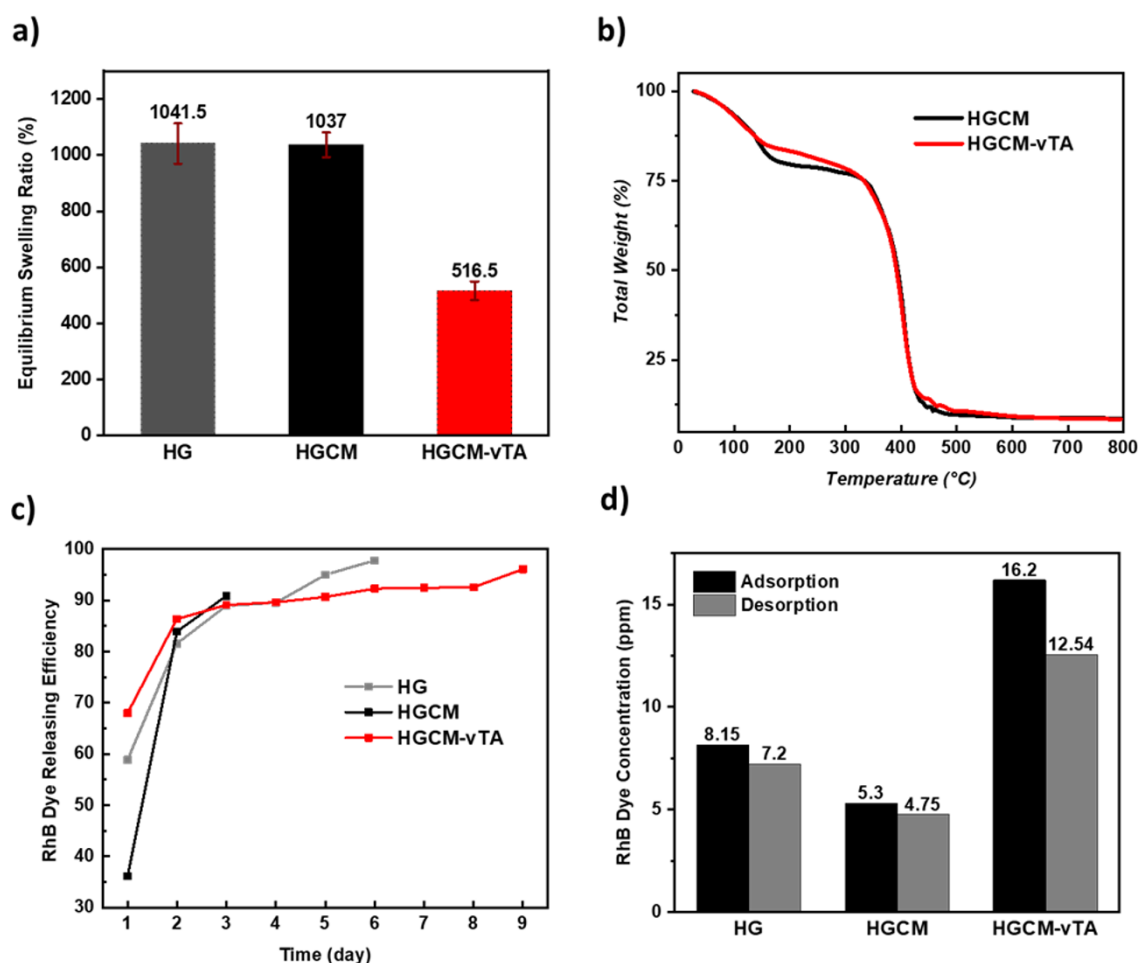 a)
Equilibrium Swelling Ratio (%)
1200
1000
800
600
400
200
0
1041.5
1037
516.5
HG
HGCM
HGCM-vTA
b)
Total Weight (%)
100
75
50
25
HGCM
HGCM-vTA
0
100
200
300
400
500
600
700
800
Temperature (°C)
c)
RhB Dye Releasing Efficiency
100
90
80
70
60
50
40
30
HG
HGCM
HGCM-vTA
1
2
3
4
5
6
7
8
9
Time (day)
d)
RhB Dye Concentration (ppm)
15
10
5
0
Adsorption
Desorption
8.15
7.2
5.3
4.75
16.2
12.54
HG
HGCM
HGCM-vTA